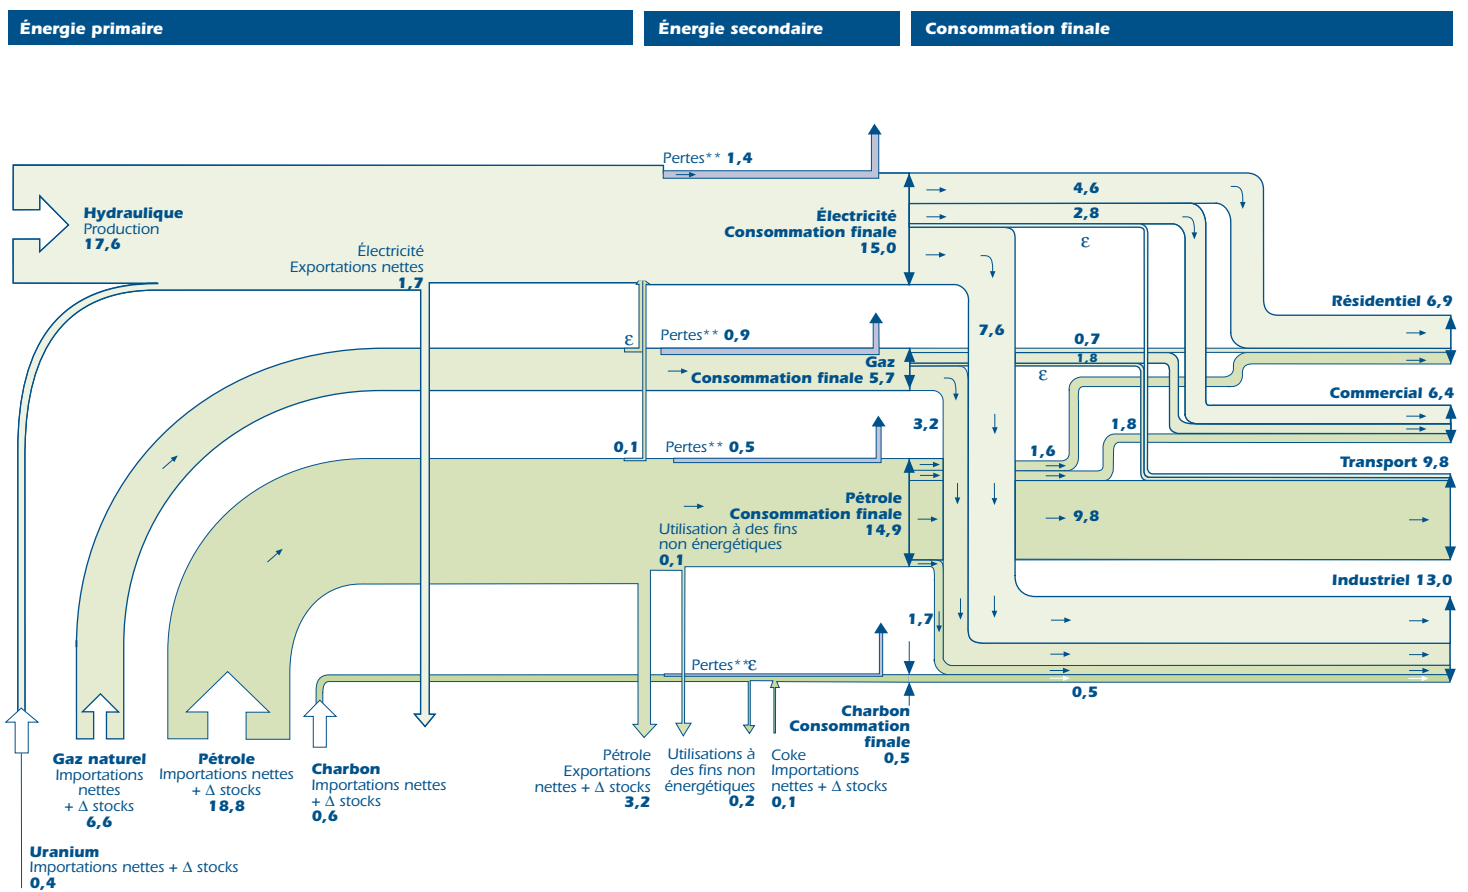 Énergie primaire
Énergie secondaire
Consommation finale
Pertes** 1,4
Hydraulique
Production
17,6
Électricité
Exportations nettes
1,7
Électricité
Consommation finale
15,0
4,6
2,8
ε
7,6
Résidentiel 6,9
ε
Pertes** 0,9
Gaz
Consommation finale 5,7
0,7
1,8
ε
Commercial 6,4
3,2
1,8
0,1
Pertes** 0,5
1,6
Transport 9,8
Pétrole
Consommation finale
14,9
Utilisation à des fins
non énergétiques
0,1
9,8
Industriel 13,0
1,7
Pertes**ε
0,5
Charbon
Consommation
finale
0,5
Gaz naturel
Importations
nettes
+ Δ stocks
6,6
Pétrole
Importations nettes
+ Δ stocks
18,8
Charbon
Importations nettes
+ Δ stocks
0,6
Pétrole
Exportations
nettes + Δ stocks
3,2
Utilisations à
des fins non
énergétiques
0,2
Coke
Importations
nettes + Δ stocks
0,1
Uranium
Importations nettes + Δ stocks
0,4